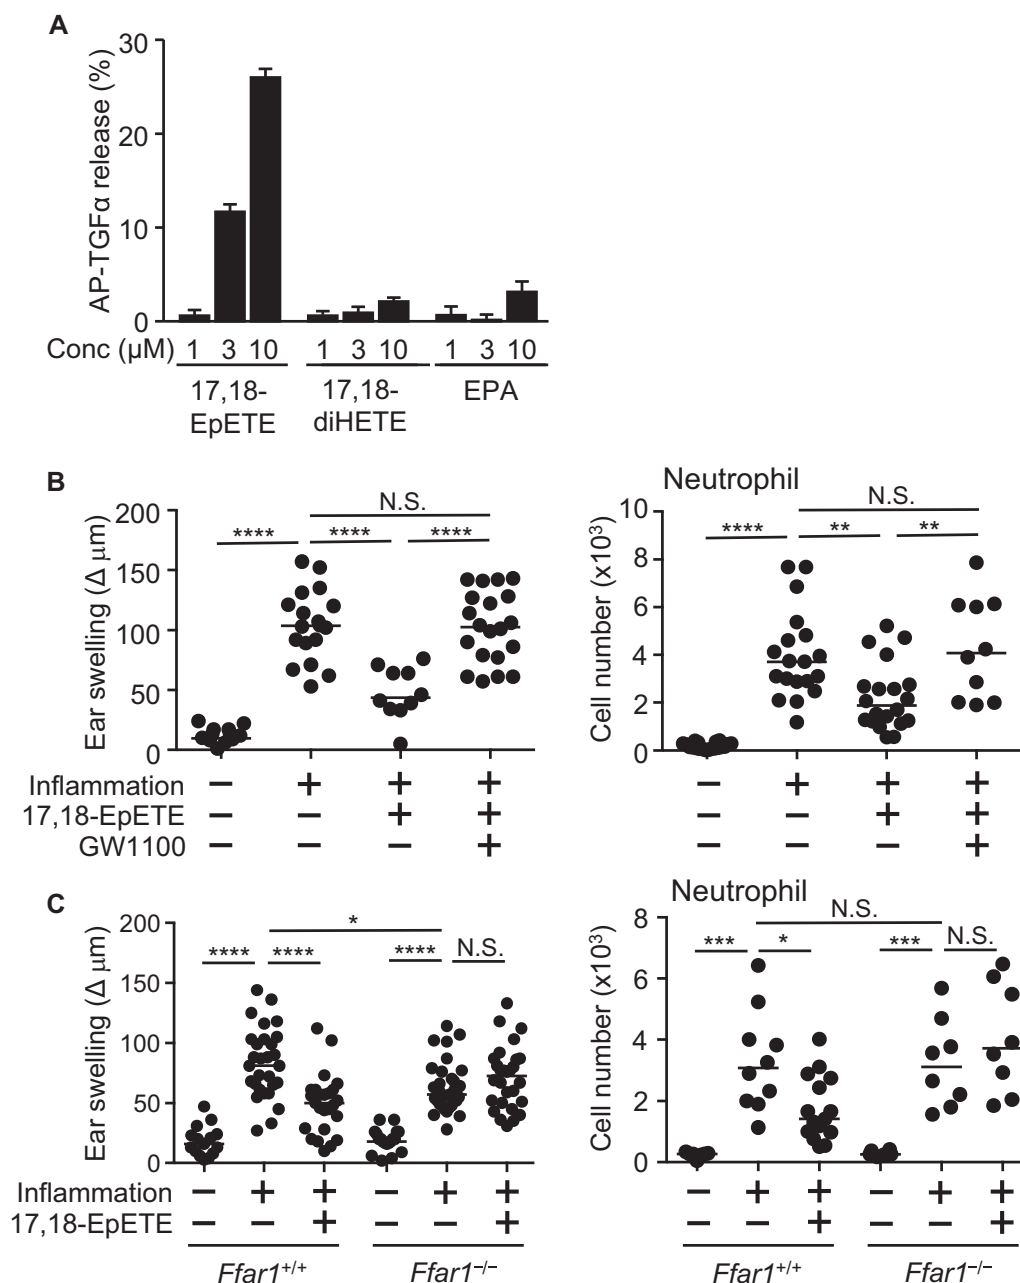 A
AP-TGFα release (%)
30
20
10
0
Conc (μM) 1 3 10 1 3 10 1 3 10
17,18-EpETE
17,18-diHETE
EPA
B
Ear swelling (Δ μm)
200
150
100
50
0
N.S.
**** **** ****
Neutrophil
Cell number (x10³)
10
8
6
4
2
0
N.S.
**** ** **
Inflammation − + + + − + + +
17,18-EpETE − − + + − − + +
GW1100 − − − + − − − +
C
Ear swelling (Δ μm)
200
150
100
50
0
*
**** **** **** N.S.
Neutrophil
Cell number (x10³)
8
6
4
2
0
N.S.
*** * *** N.S.
Inflammation − + + − + + − + + − + +
17,18-EpETE − − + − − + − − + − − +
Ffar1+/+ Ffar1−/− Ffar1+/+ Ffar1−/−